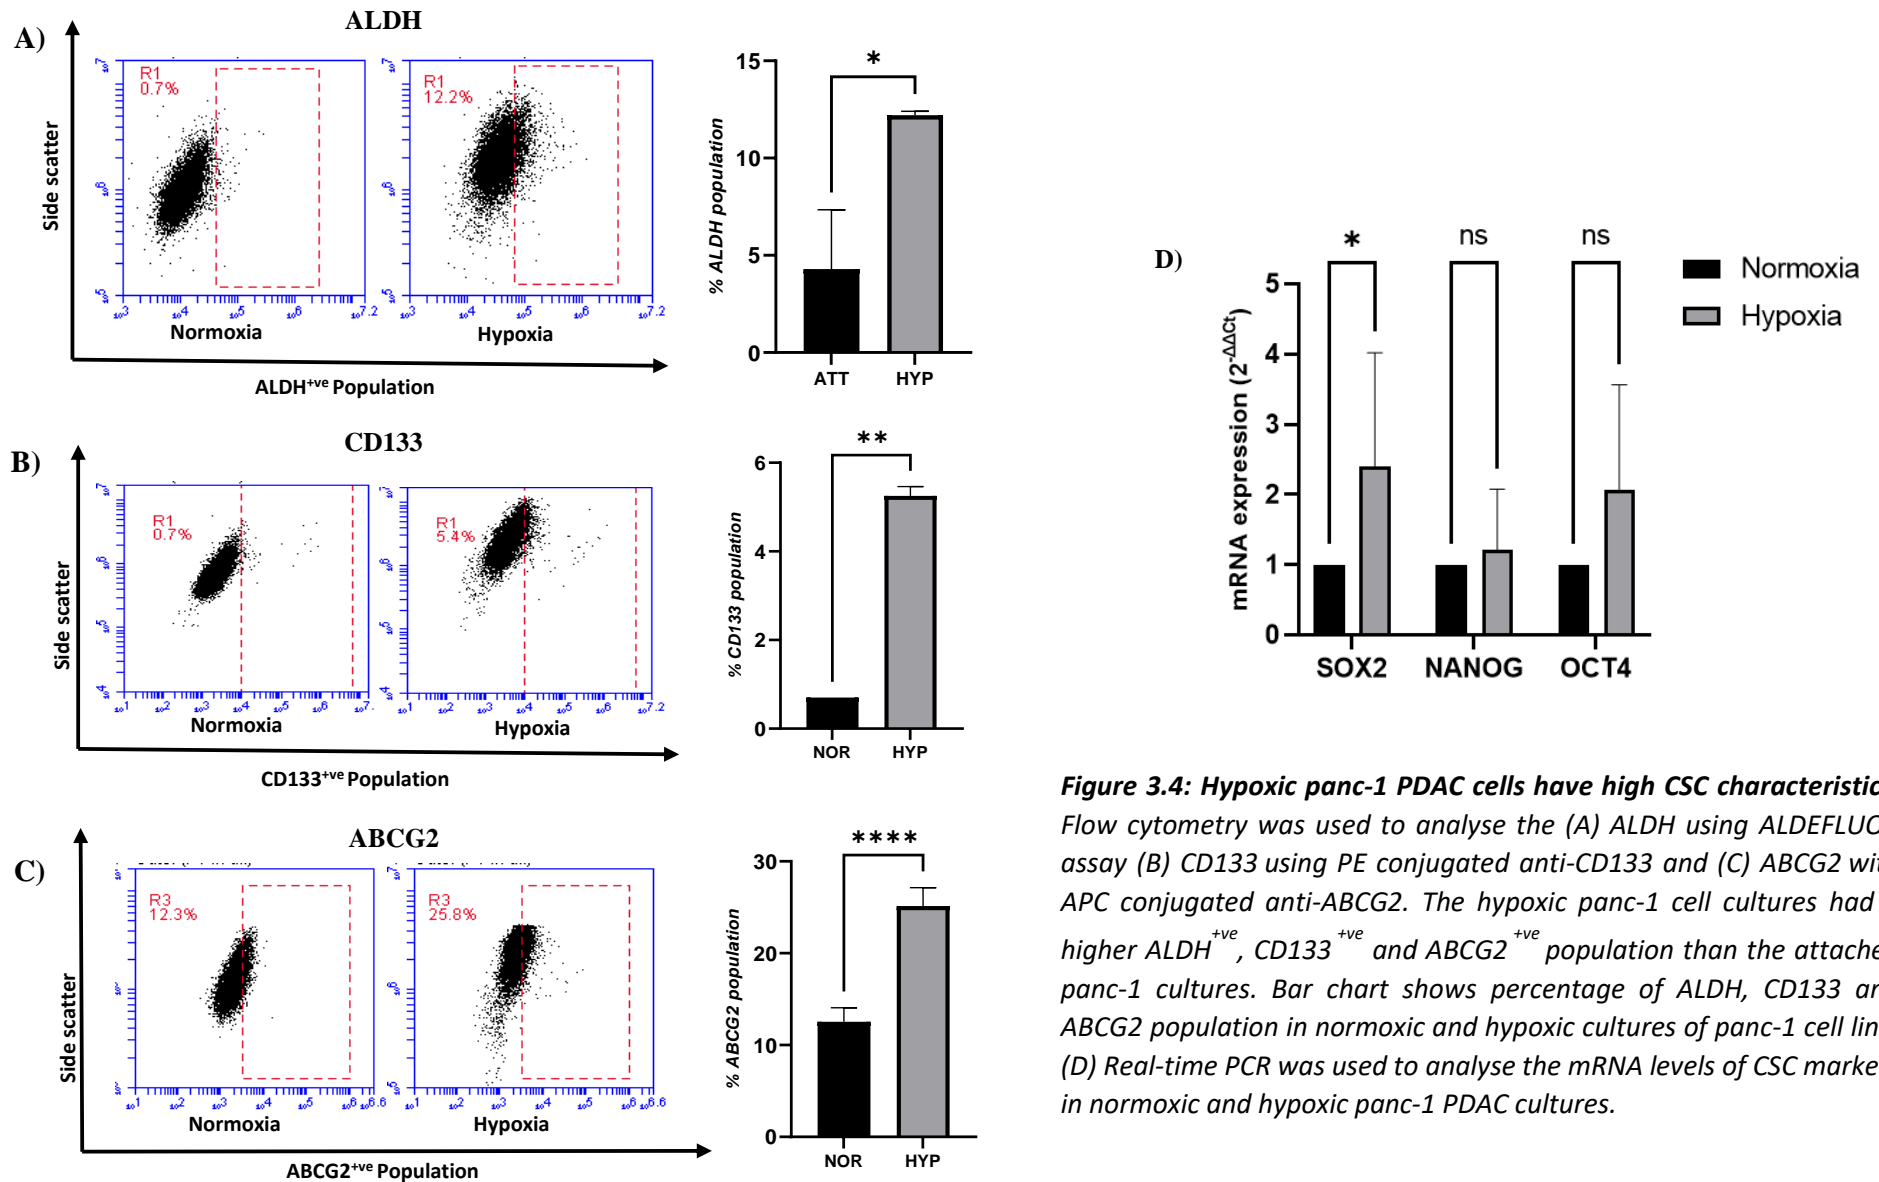 A)
ALDH
Side scatter
R1
0.7%
R1
12.2%
Normoxia
Hypoxia
ALDH+ve Population
% ALDH population
15
10
5
0
*
ATT
HYP
B)
CD133
Side scatter
R1
0.7%
R1
5.4%
Normoxia
Hypoxia
CD133+ve Population
% CD133 population
6
4
2
0
**
NOR
HYP
C)
ABCG2
Side scatter
R3
12.3%
R3
25.8%
Normoxia
Hypoxia
ABCG2+ve Population
% ABCG2 population
30
20
10
0
****
NOR
HYP
D)
mRNA expression (2-ΔΔCt)
5
4
3
2
1
0
*
ns
ns
SOX2
NANOG
OCT4
Normoxia
Hypoxia
Figure 3.4: Hypoxic panc-1 PDAC cells have high CSC characteristic
Flow cytometry was used to analyse the (A) ALDH using ALDEFLUO
assay (B) CD133 using PE conjugated anti-CD133 and (C) ABCG2 wit
APC conjugated anti-ABCG2. The hypoxic panc-1 cell cultures had
higher ALDH+ve, CD133 +ve and ABCG2 +ve population than the attache
panc-1 cultures. Bar chart shows percentage of ALDH, CD133 an
ABCG2 population in normoxic and hypoxic cultures of panc-1 cell lin
(D) Real-time PCR was used to analyse the mRNA levels of CSC marke
in normoxic and hypoxic panc-1 PDAC cultures.